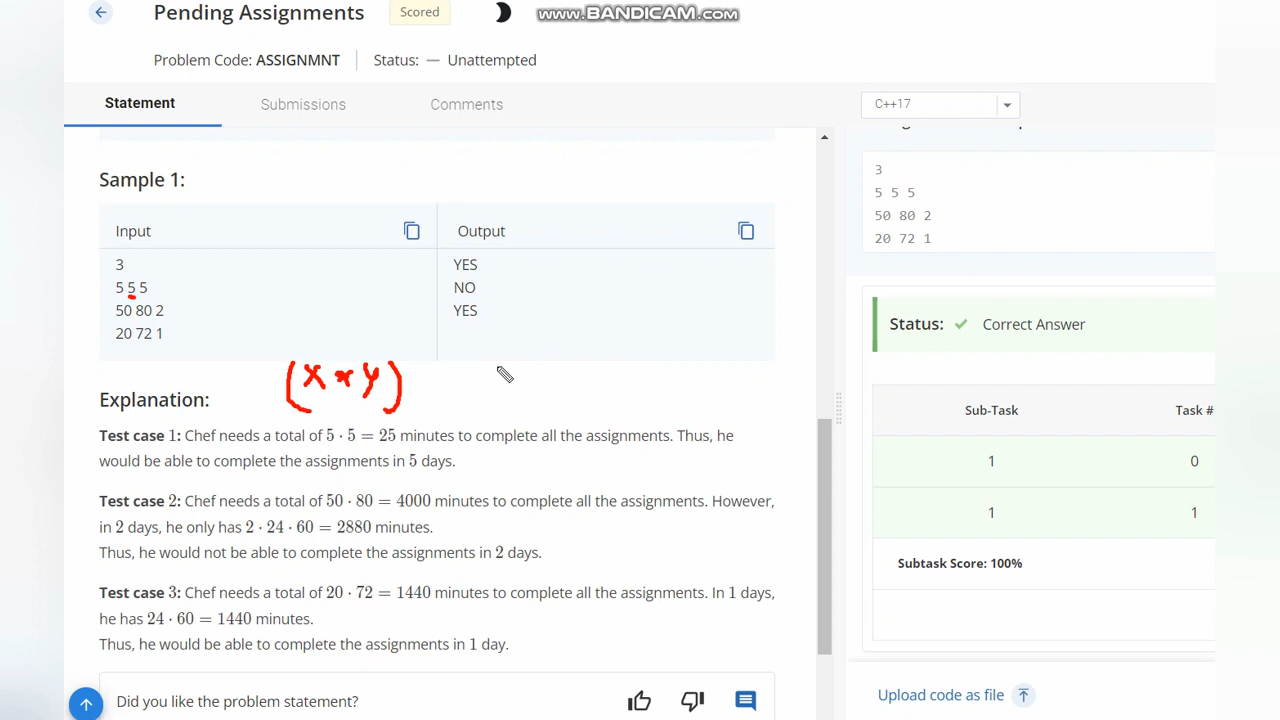 Pending Assignments
Scored
www.BANDICAM.com
Problem Code: ASSIGNMNT
Status: — Unattempted
Statement
Submissions
Comments
C++17
Sample 1:
Input
Output
3
5 5 5
50 80 2
20 72 1
YES
NO
YES
(X * Y)
Explanation:
Test case 1: Chef needs a total of 5 · 5 = 25 minutes to complete all the assignments. Thus, he
would be able to complete the assignments in 5 days.
Test case 2: Chef needs a total of 50 · 80 = 4000 minutes to complete all the assignments. However,
in 2 days, he only has 2 · 24 · 60 = 2880 minutes.
Thus, he would not be able to complete the assignments in 2 days.
Test case 3: Chef needs a total of 20 · 72 = 1440 minutes to complete all the assignments. In 1 days,
he has 24 · 60 = 1440 minutes.
Thus, he would be able to complete the assignments in 1 day.
Did you like the problem statement?
3
5 5 5
50 80 2
20 72 1
Status: Correct Answer
Sub-Task
Task #
1
0
1
1
Subtask Score: 100%
Upload code as file